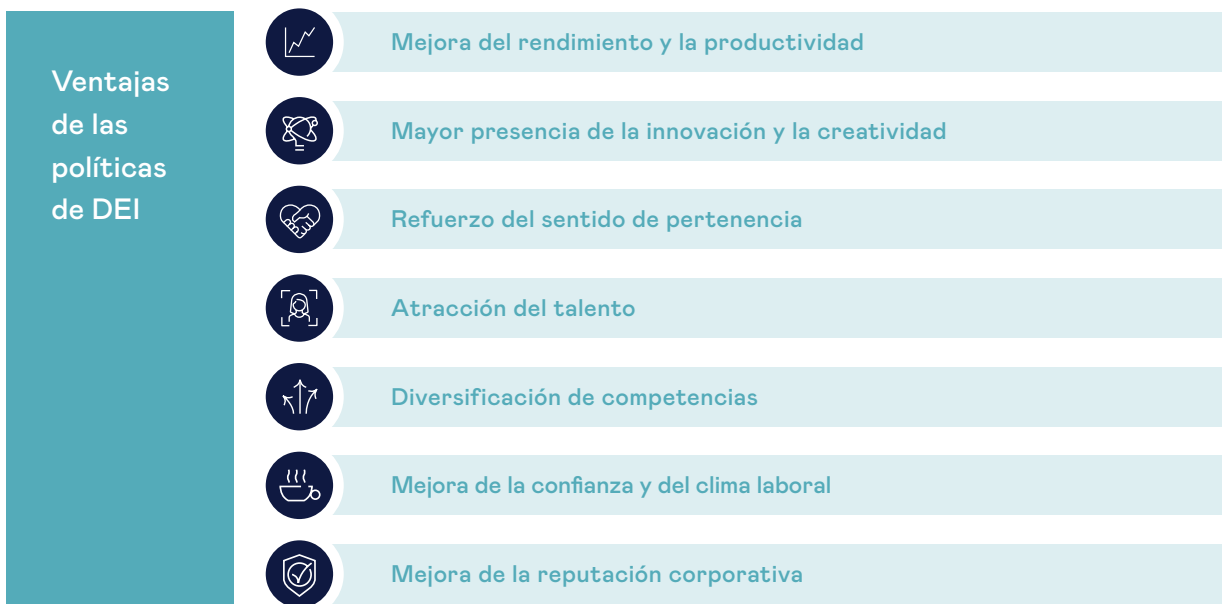 Ventajas
de las
políticas
de DEI
Mejora del rendimiento y la productividad
Mayor presencia de la innovación y la creatividad
Refuerzo del sentido de pertenencia
Atracción del talento
Diversificación de competencias
Mejora de la confianza y del clima laboral
Mejora de la reputación corporativa